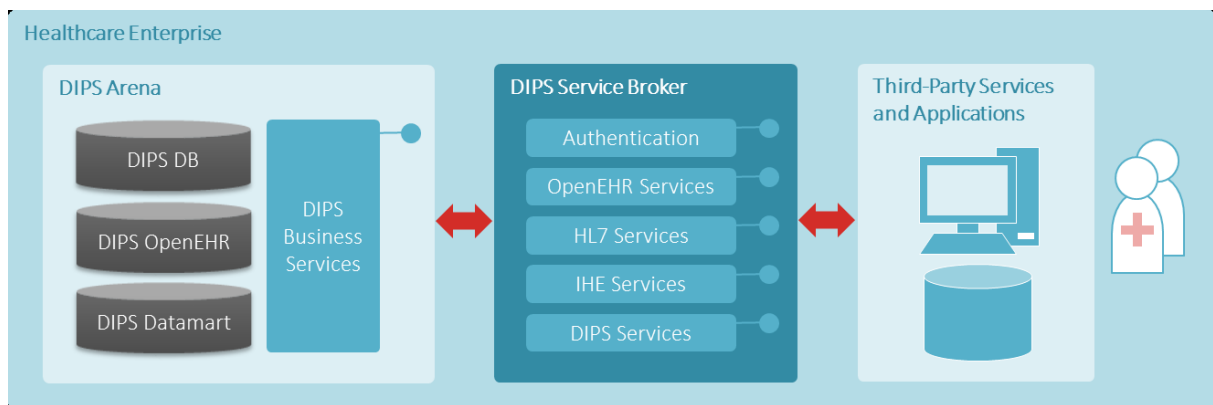 Healthcare Enterprise
DIPS Arena
DIPS DB
DIPS OpenEHR
DIPS Datamart
DIPS
Business
Services
DIPS Service Broker
Authentication
OpenEHR Services
HL7 Services
IHE Services
DIPS Services
Third-Party Services
and Applications